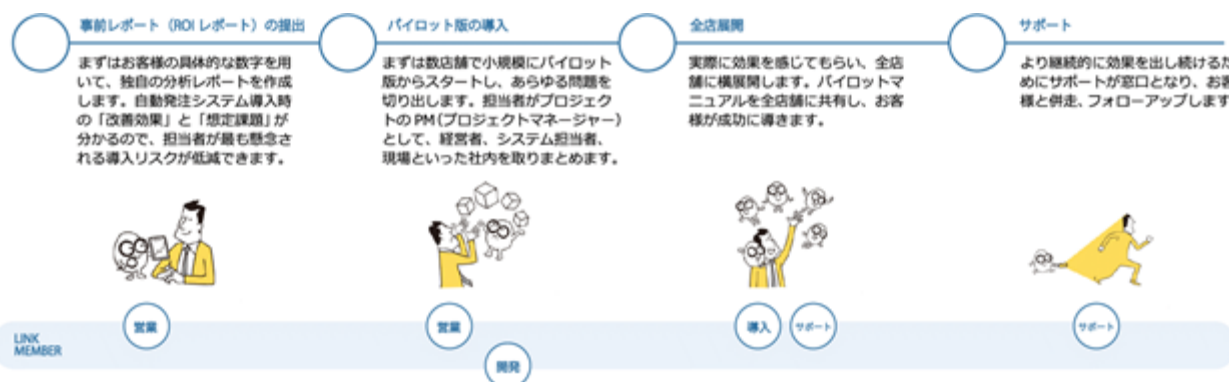 事前レポート（ROI レポート）の提出
まずはお客様の具体的な数字を用
いて、独自の分析レポートを作成
します。自動発注システム導入時
の「改善効果」と「想定課題」が
分かるので、担当者が最も懸念さ
れる導入リスクが低減できます。
パイロット版の導入
まずは数店舗で小規模にパイロット
版からスタートし、あらゆる問題を
切り出します。担当者がプロジェク
トの PM（プロジェクトマネージャー）
として、経営者、システム担当者、
現場といった社内を取りまとめます。
全店展開
実際に効果を感じてもらい、全店
舗に横展開します。パイロットマ
ニュアルを全店舗に共有し、お客
様が成功に導きます。
サポート
より継続的に効果を出し続けるた
めにサポートが窓口となり、お客
様と併走、フォローアップします
LINK
MEMBER
営業
営業
開発
導入
サポート
サポート